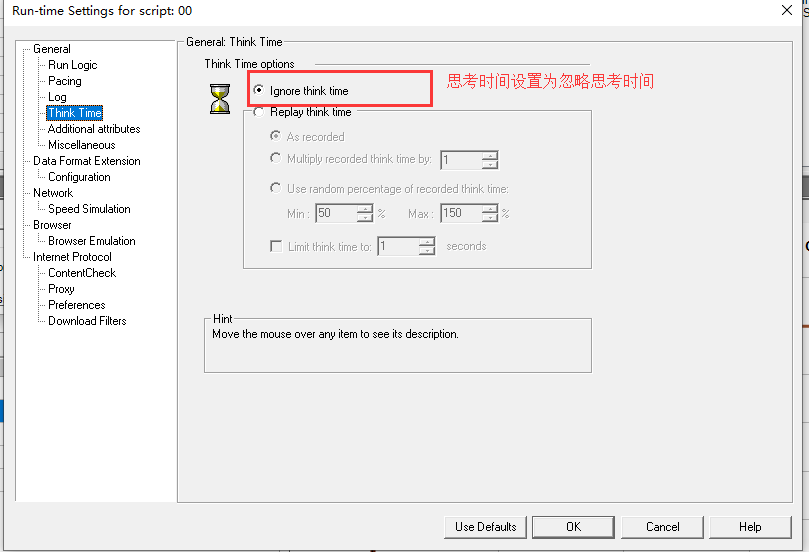 Run-time Settings for script: 00
General
Run Logic
Pacing
Log
Think Time
Additional attributes
Miscellaneous
Data Format Extension
Configuration
Network
Speed Simulation
Browser
Browser Emulation
Internet Protocol
ContentCheck
Proxy
Preferences
Download Filters
General: Think Time
Think Time options
Ignore think time
思考时间设置为忽略思考时间
Replay think time
As recorded
Multiply recorded think time by: 1
Use random percentage of recorded think time:
Min : 50 % Max : 150 %
Limit think time to: 1 seconds
Hint
Move the mouse over any item to see its description.
Use Defaults OK Cancel Help